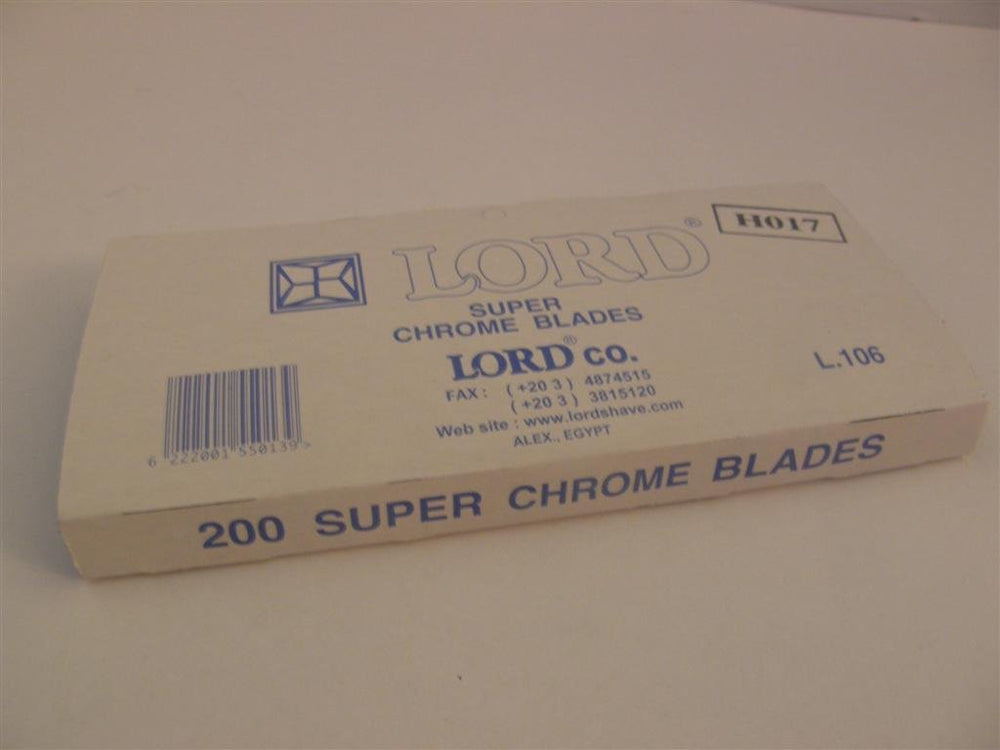 LORD®
H017
SUPER
CHROME BLADES
LORD® CO.
FAX : (+20 3) 4874515
(+20 3) 3815120
Web site : www.lordshave.com
ALEX., EGYPT
L.106
6 222001 550139 >
200 SUPER CHROME BLADES